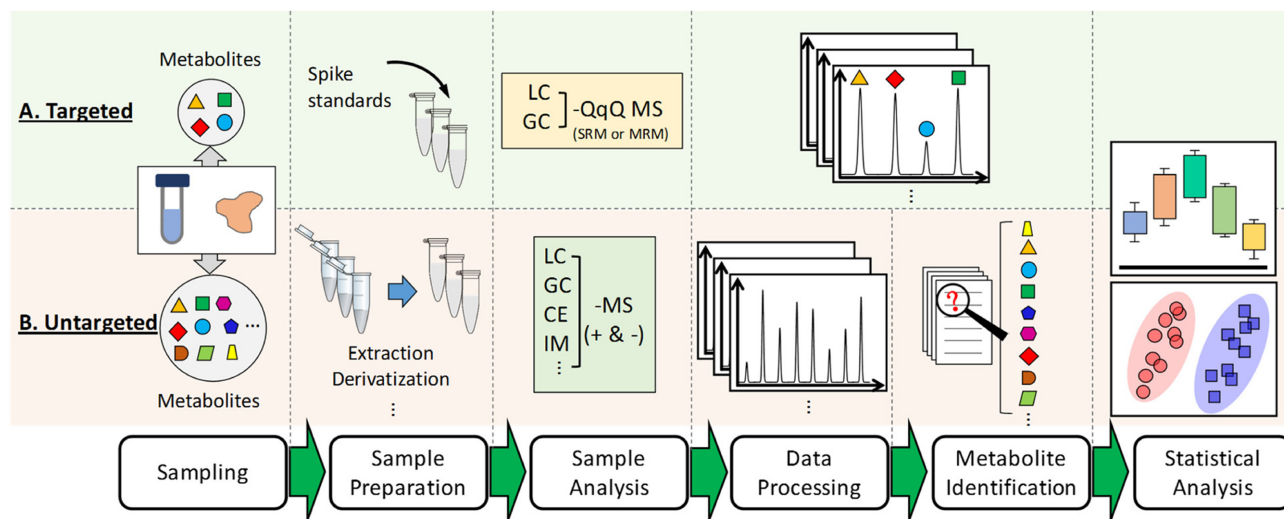 Metabolites
A. Targeted
Spike
standards
LC
GC
-QqQ MS
(SRM or MRM)
⋮
B. Untargeted
...
Metabolites
Extraction
Derivatization
⋮
LC
GC
CE
IM
⋮
-MS
(+ & -)
⋮
?
⋮
Sampling
Sample
Preparation
Sample
Analysis
Data
Processing
Metabolite
Identification
Statistical
Analysis